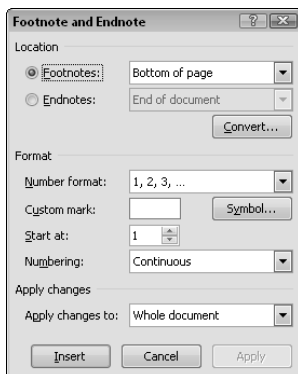 Footnote and Endnote
Location
Footnotes: Bottom of page
Endnotes: End of document
Convert...
Format
Number format: 1, 2, 3, ...
Custom mark: Symbol...
Start at: 1
Numbering: Continuous
Apply changes
Apply changes to: Whole document
Insert Cancel Apply